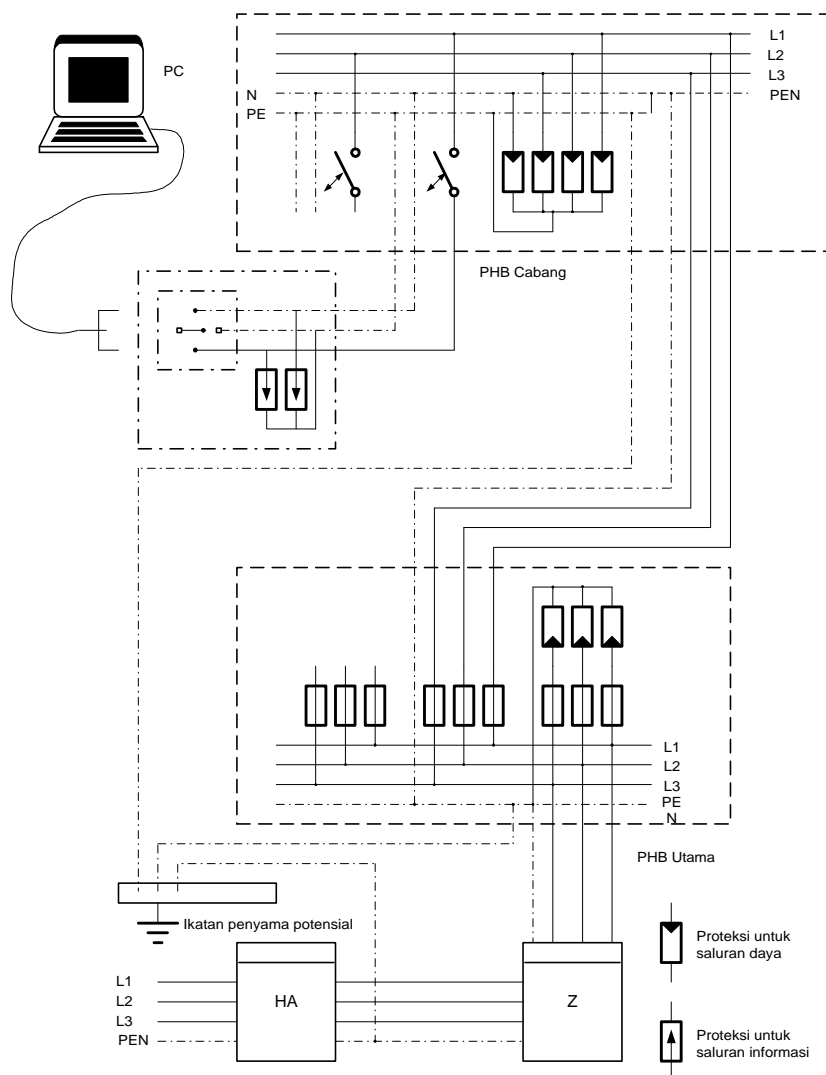 PC
L1
L2
L3
N
PEN
PE
PHB Cabang
L1
L2
L3
PE
N
PHB Utama
Ikatan penyama potensial
Proteksi untuk
saluran daya
L1
L2
L3
PEN
HA
Z
Proteksi untuk
saluran informasi